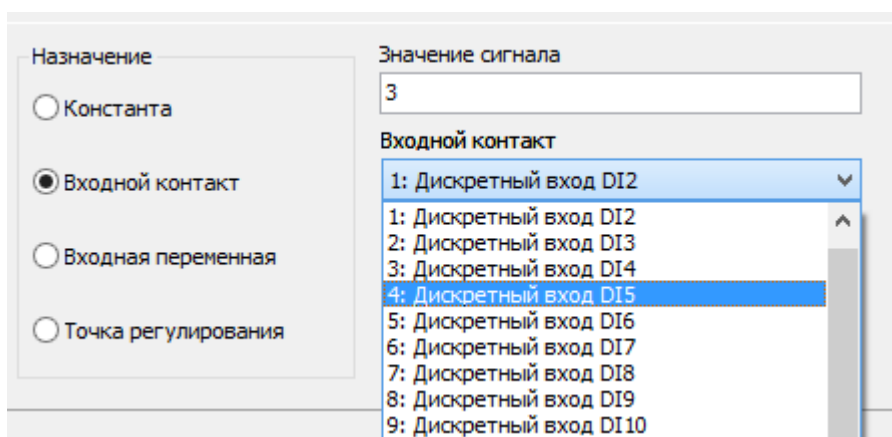 Назначение
Константа
Входной контакт
Входная переменная
Точка регулирования
Значение сигнала
3
Входной контакт
1: Дискретный вход DI2
1: Дискретный вход DI2
2: Дискретный вход DI3
3: Дискретный вход DI4
4: Дискретный вход DI5
5: Дискретный вход DI6
6: Дискретный вход DI7
7: Дискретный вход DI8
8: Дискретный вход DI9
9: Дискретный вход DI10